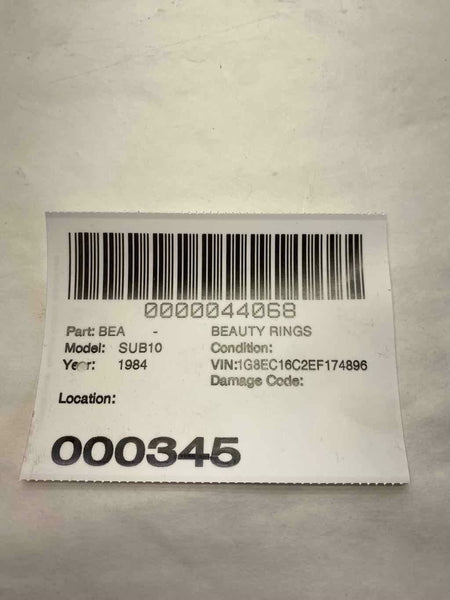 0000044068
Part: BEA - BEAUTY RINGS
Model: SUB10 Condition:
Year: 1984 VIN:1G8EC16C2EF174896
Damage Code:
Location:
000345